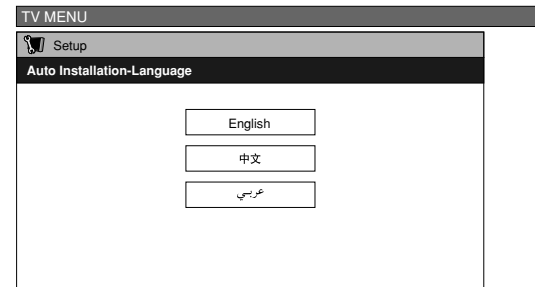 TV MENU
Setup
Auto Installation-Language
English
中文
عربي